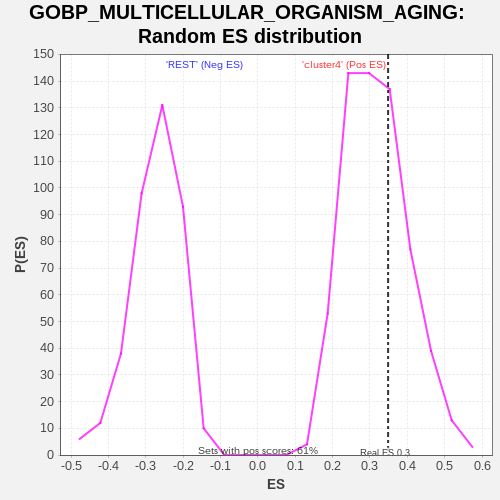 GOBP_MULTICELLULAR_ORGANISM_AGING:
Random ES distribution
'REST' (Neg ES)
'cluster4' (Pos ES)
150
140
130
120
110
100
90
80
70
60
50
40
30
20
10
0
P(ES)
Sets with pos scores: 61%
Real ES 0.3
-0.5 -0.4 -0.3 -0.2 -0.1 0.0 0.1 0.2 0.3 0.4 0.5 0.6
ES